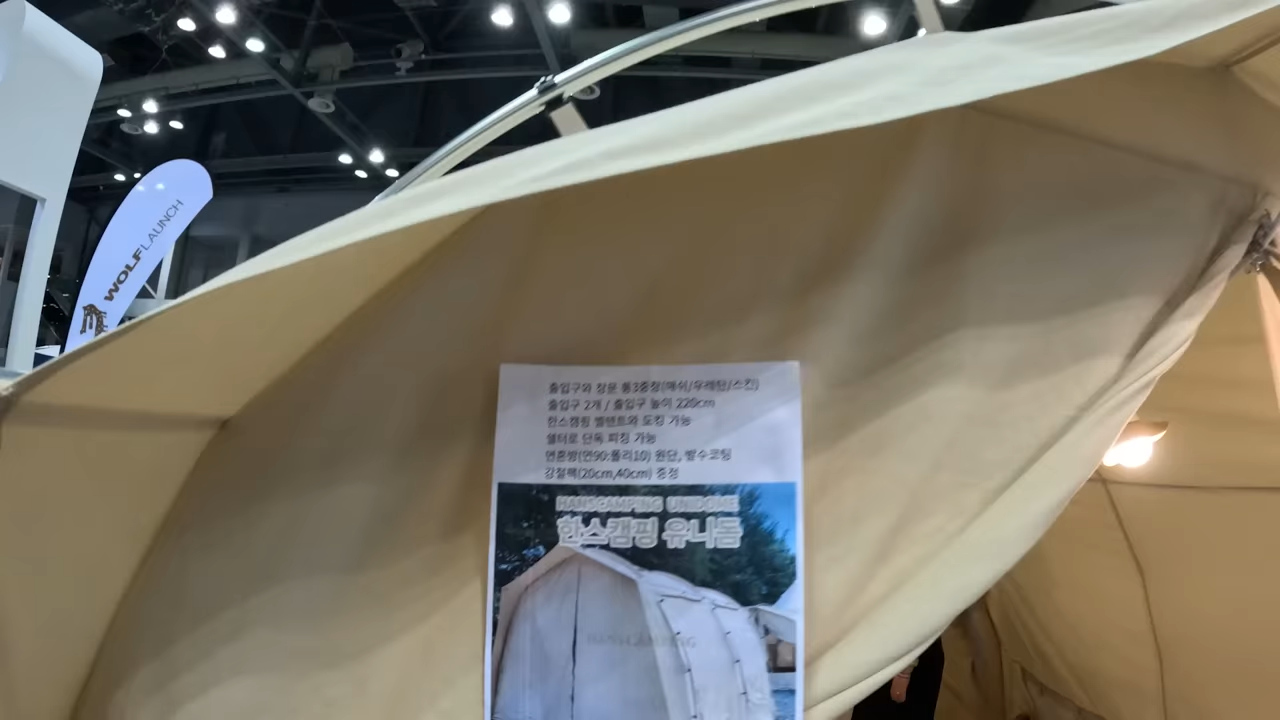 WOLFLAUNCH
출입구와 창문 통3중창(매쉬/우레탄/스킨)
출입구 2개 / 출입구 높이 220cm
한스캠핑 벨텐트와 도킹 가능
쉘터로 단독 피칭 가능
면혼방(면90:폴리10) 원단, 발수코팅
강철팩(20cm,40cm) 증정
HANSCAMPING UNIDOME
한스캠핑 유니돔
HANSCAMPING